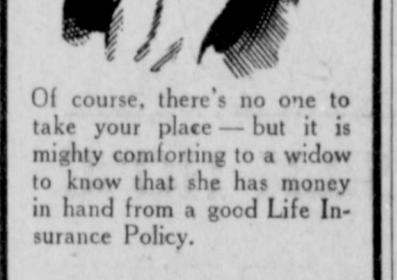 Of course, there's no one to
take your place — but it is
mighty comforting to a widow
to know that she has money
in hand from a good Life In-
surance Policy.